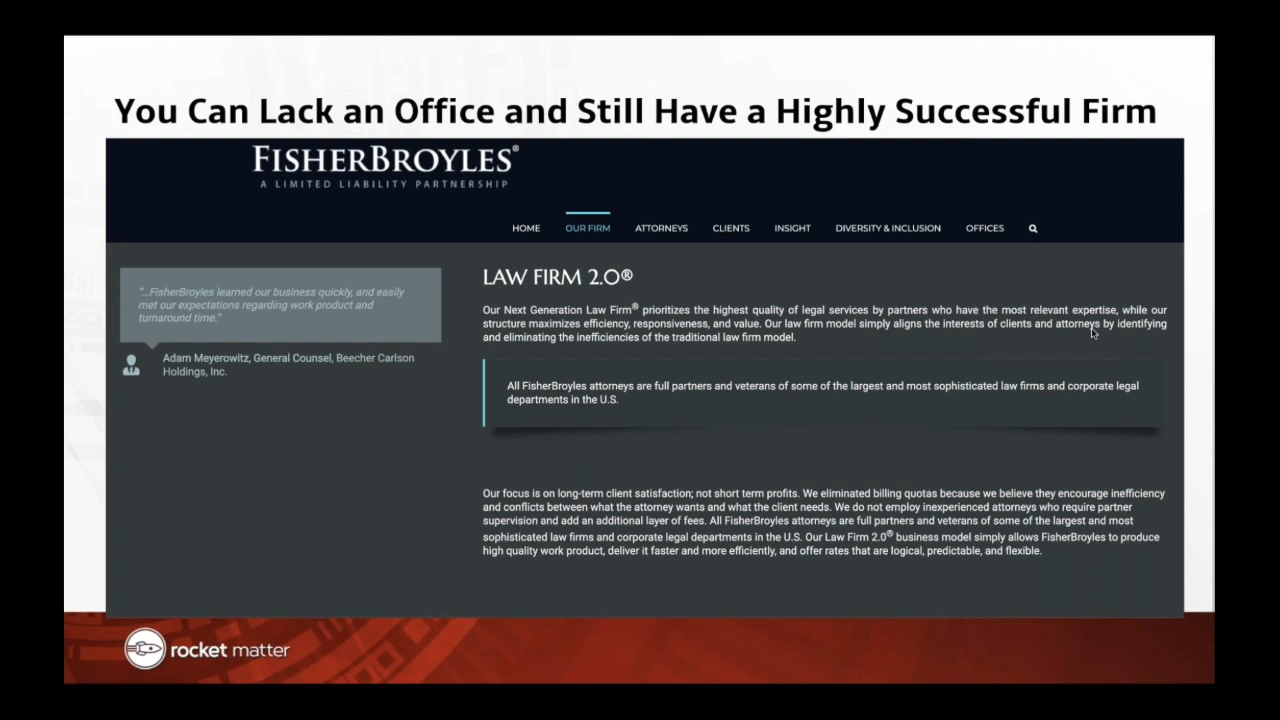 You Can Lack an Office and Still Have a Highly Successful Firm
FISHERBROYLES®
A LIMITED LIABILITY PARTNERSHIP
HOME OUR FIRM ATTORNEYS CLIENTS INSIGHT DIVERSITY & INCLUSION OFFICES
"...FisherBroyles learned our business quickly, and easily
met our expectations regarding work product and
turnaround time."
Adam Meyerowitz, General Counsel, Beecher Carlson
Holdings, Inc.
LAW FIRM 2.0®
Our Next Generation Law Firm® prioritizes the highest quality of legal services by partners who have the most relevant expertise, while our
structure maximizes efficiency, responsiveness, and value. Our law firm model simply aligns the interests of clients and attorneys by identifying
and eliminating the inefficiencies of the traditional law firm model.
All FisherBroyles attorneys are full partners and veterans of some of the largest and most sophisticated law firms and corporate legal
departments in the U.S.
Our focus is on long-term client satisfaction; not short term profits. We eliminated billing quotas because we believe they encourage inefficiency
and conflicts between what the attorney wants and what the client needs. We do not employ inexperienced attorneys who require partner
supervision and add an additional layer of fees. All FisherBroyles attorneys are full partners and veterans of some of the largest and most
sophisticated law firms and corporate legal departments in the U.S. Our Law Firm 2.0® business model simply allows FisherBroyles to produce
high quality work product, deliver it faster and more efficiently, and offer rates that are logical, predictable, and flexible.
rocket matter